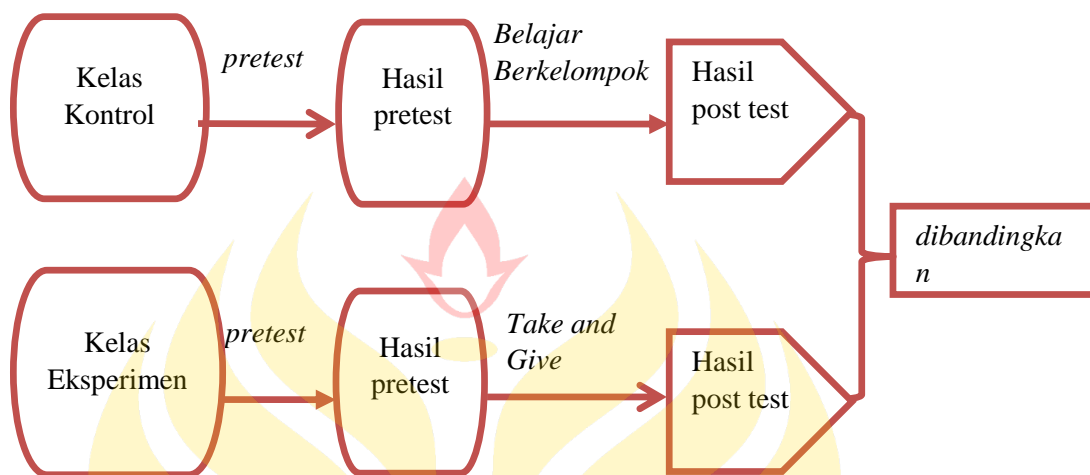 Kelas
Kontrol
pretest
Hasil
pretest
Belajar
Berkelompok
Hasil
post test
dibandingka
n
Kelas
Eksperimen
pretest
Hasil
pretest
Take and
Give
Hasil
post test